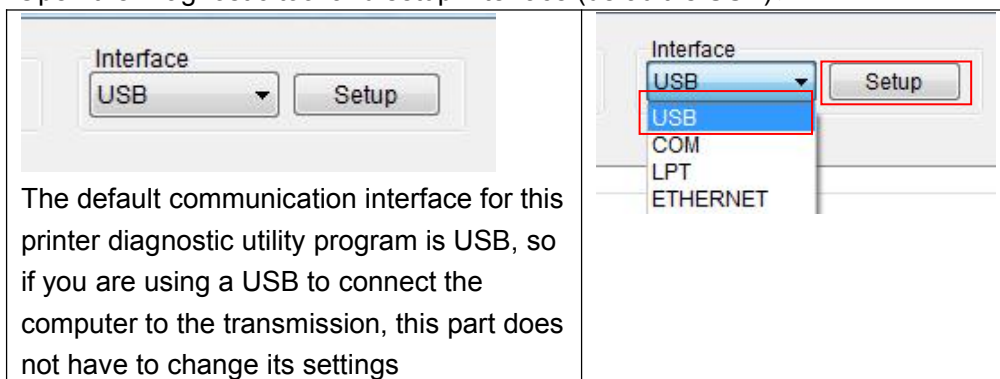 Interface
USB Setup
The default communication interface for this
printer diagnostic utility program is USB, so
if you are using a USB to connect the
computer to the transmission, this part does
not have to change its settings
Interface
USB Setup
USB
COM
LPT
ETHERNET